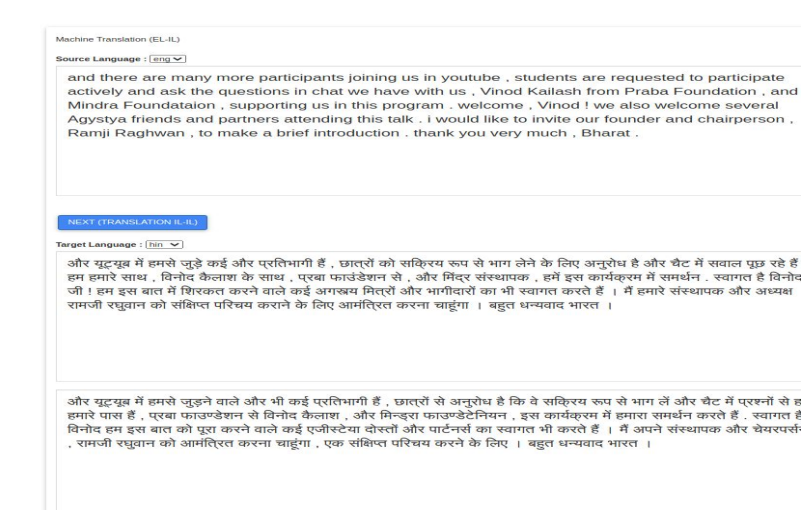 Machine Translation (EL-IL)
Source Language : eng
and there are many more participants joining us in youtube , students are requested to participate
actively and ask the questions in chat we have with us , Vinod Kailash from Praba Foundation , and
Mindra Foundataion , supporting us in this program . welcome , Vinod ! we also welcome several
Agystya friends and partners attending this talk . i would like to invite our founder and chairperson ,
Ramji Raghwan , to make a brief introduction . thank you very much , Bharat .
NEXT (TRANSLATION IL-IL)
Target Language : hin
और यूट्यूब में हमसे जुड़े कई और प्रतिभागी हैं , छात्रों को सक्रिय रूप से भाग लेने के लिए अनुरोध है और चैट में सवाल पूछ रहे हैं
हम हमारे साथ , विनोद कैलाश के साथ , प्रबा फाउंडेशन से , और मिंद्र संस्थापक , हमें इस कार्यक्रम में समर्थन . स्वागत है विनोद
जी ! हम इस बात में शिरकत करने वाले कई अगस्त्य मित्रों और भागीदारों का भी स्वागत करते हैं । मैं हमारे संस्थापक और अध्यक्ष
रामजी रघुवान को संक्षिप्त परिचय कराने के लिए आमंत्रित करना चाहूंगा । बहुत धन्यवाद भारत ।
और यूट्यूब में हमसे जुड़ने वाले और भी कई प्रतिभागी हैं , छात्रों से अनुरोध है कि वे सक्रिय रूप से भाग लें और चैट में प्रश्नों से
हमारे पास हैं , प्रबा फाउण्डेशन से विनोद कैलाश , और मिन्ड्रा फाउण्डेटेनियन , इस कार्यक्रम में हमारा समर्थन करते हैं . स्वागत है
विनोद हम इस बात को पूरा करने वाले कई एजीस्टेया दोस्तों और पार्टनर्स का स्वागत भी करते हैं । मैं अपने संस्थापक और
, रामजी रघुवान को आमंत्रित करना चाहूंगा , एक संक्षिप्त परिचय करने के लिए । बहुत धन्यवाद भारत ।